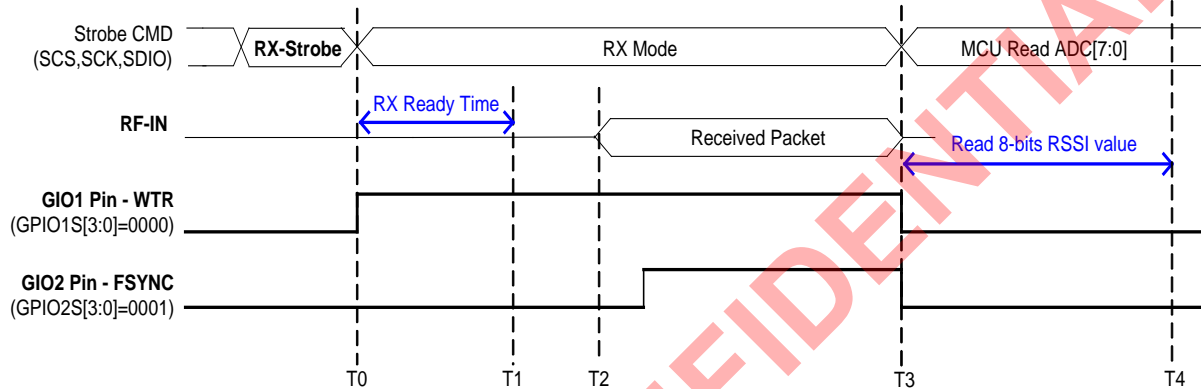 Strobe CMD
(SCS,SCK,SDIO)
RX-Strobe
RX Mode
MCU Read ADC[7:0]
RX Ready Time
RF-IN
Received Packet
Read 8-bits RSSI value
GIO1 Pin - WTR
(GPIO1S[3:0]=0000)
GIO2 Pin - FSYNC
(GPIO2S[3:0]=0001)
T0 T1 T2 T3 T4
FIDENTIA